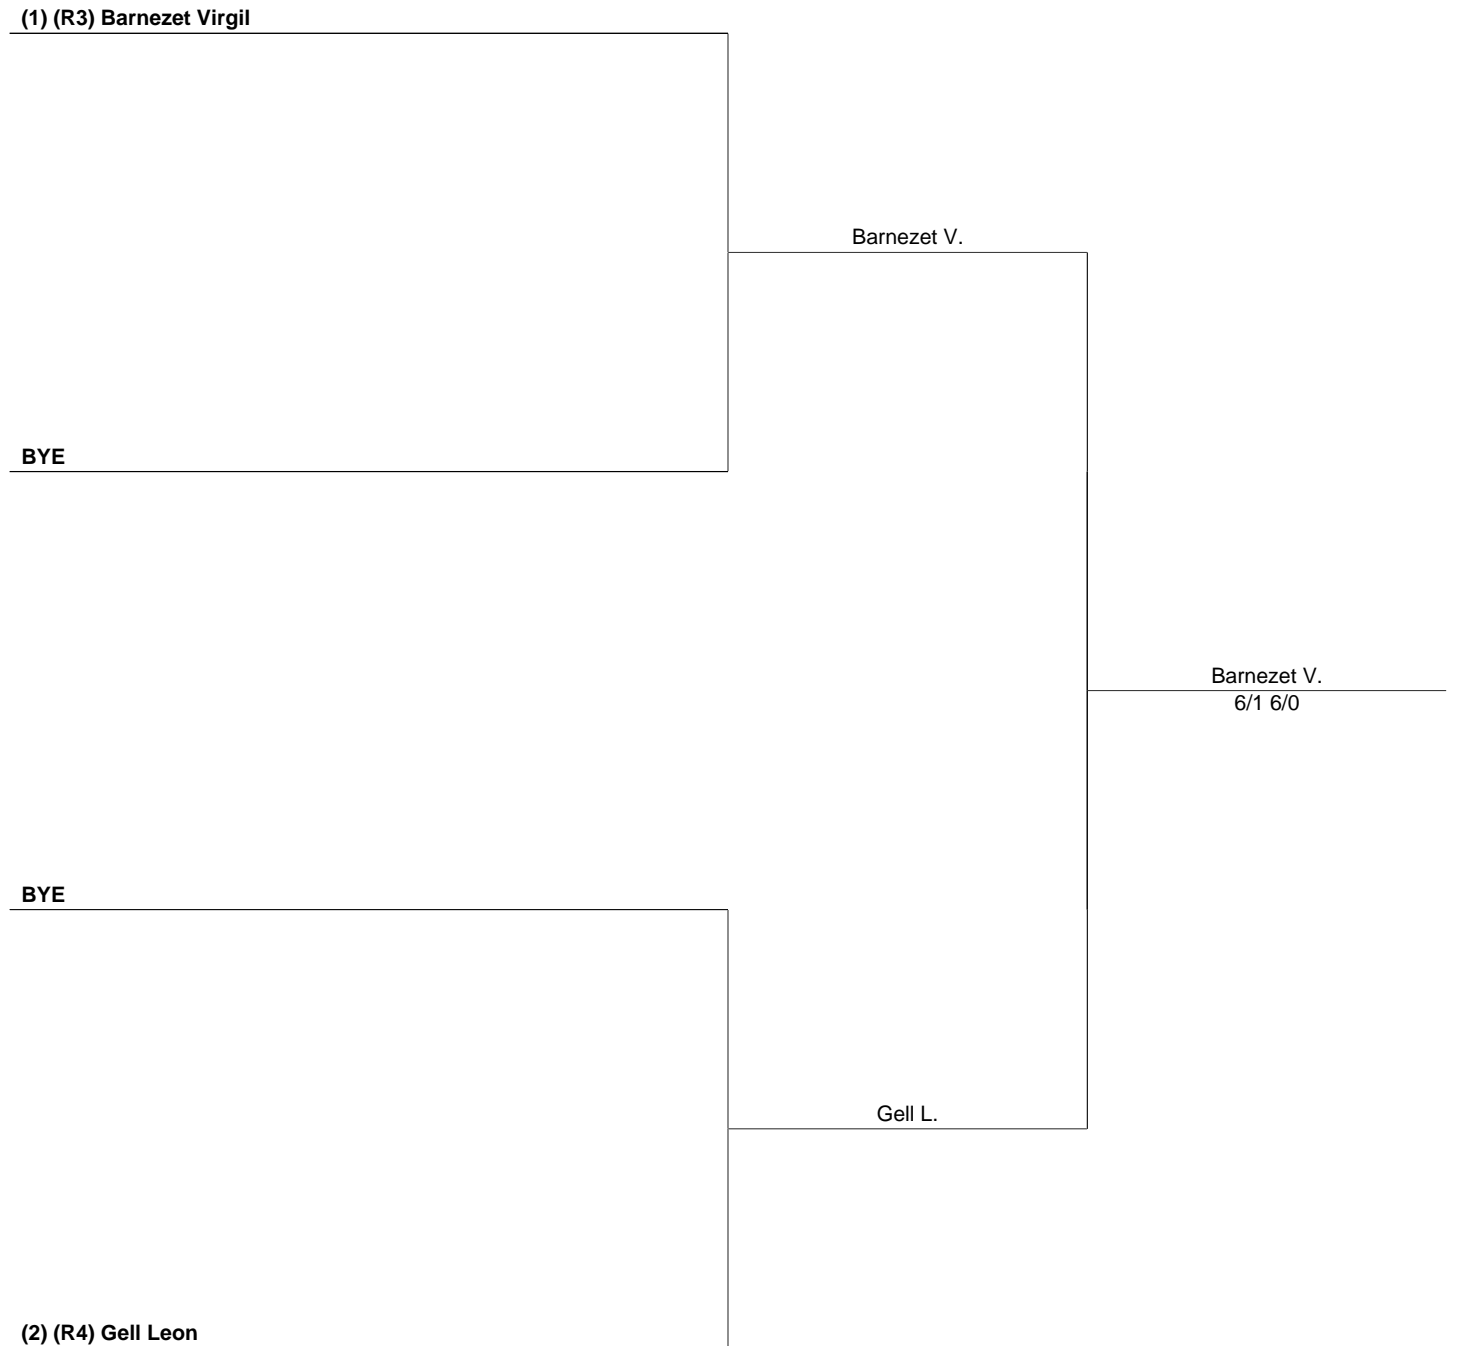 (1) (R3) Barnezet Virgil
Barnezet V.
BYE
Barnezet V.
6/1 6/0
BYE
Gell L.
(2) (R4) Gell Leon